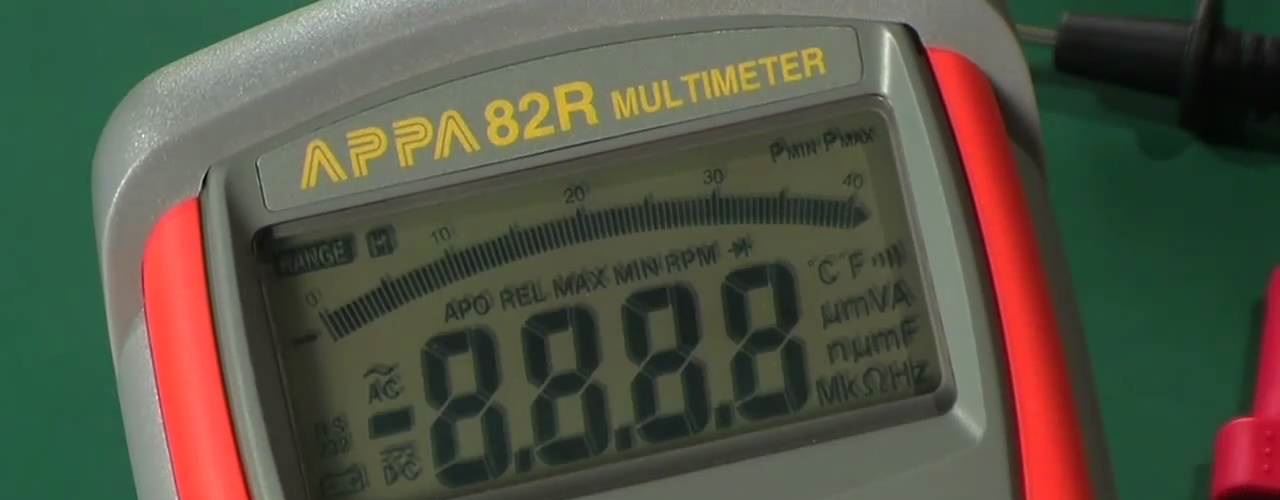 APPA 82R MULTIMETER
PMIN PMAX
0 10 20 30 40
RANGE H
APO REL MAX MIN RPM
°C °F
AC
8.8.8.8
µmVA
nµmF
MkΩHz
DC